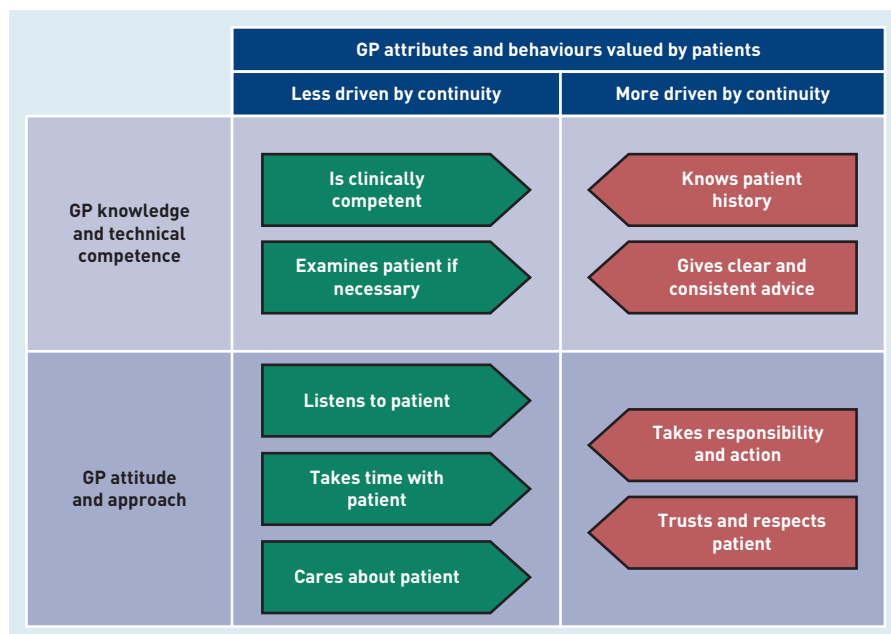 GP attributes and behaviours valued by patients
Less driven by continuity
More driven by continuity
GP knowledge
and technical
competence
Is clinically
competent
Knows patient
history
Examines patient if
necessary
Gives clear and
consistent advice
GP attitude
and approach
Listens to patient
Takes time with
patient
Cares about patient
Takes responsibility
and action
Trusts and respects
patient